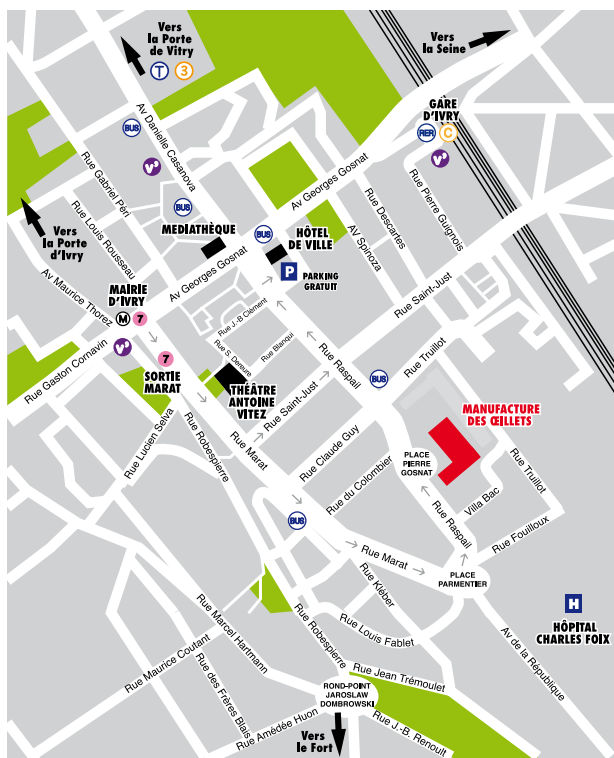 Vers
la Porte
de Vitry
T 3
Vers
la Seine
GARE
D'IVRY
RER C
v'
BUS
Av Danielle Casanova
v'
BUS
Rue Gabriel Péri
Rue Louis Rousseau
Vers
la Porte
d'Ivry
MEDIATHÈQUE
BUS
HÔTEL
DE VILLE
P PARKING
GRATUIT
Av Georges Gosnat
Av Georges Gosnat
AV Spinoza
Rue Descartes
Rue Pierre Guignois
Rue Saint-Just
Av Maurice Thorez
MAIRIE
D'IVRY
M 7
v'
Rue Gaston Cornavin
7
SORTIE
MARAT
Rue J.-B Clément
Rue S. Demure
Rue Blanqui
THÉÂTRE
ANTOINE
VITEZ
Rue Raspail
BUS
Rue Truillot
Rue Saint-Just
Rue Lucien Selva
Rue Robespierre
Rue Marat
Rue Claude Guy
Rue du Colombier
MANUFACTURE
DES ŒILLETS
PLACE
PIERRE
GOSNAT
Rue Truillot
Villa Bac
Rue Raspail
Rue Fouilloux
BUS
Rue Marat
Rue Kléber
PLACE
PARMENTIER
H
HÔPITAL
CHARLES FOIX
Rue Louis Fablet
Rue Robespierre
Av de la République
Rue Marcel Hartmann
Rue Maurice Coutant
Rue des Frères Blais
Rue Jean Trémoulet
ROND-POINT
JAROSLAW
DOMBROWSKI
Rue Amédée Huon
Rue J.-B. Renoult
Vers
le Fort